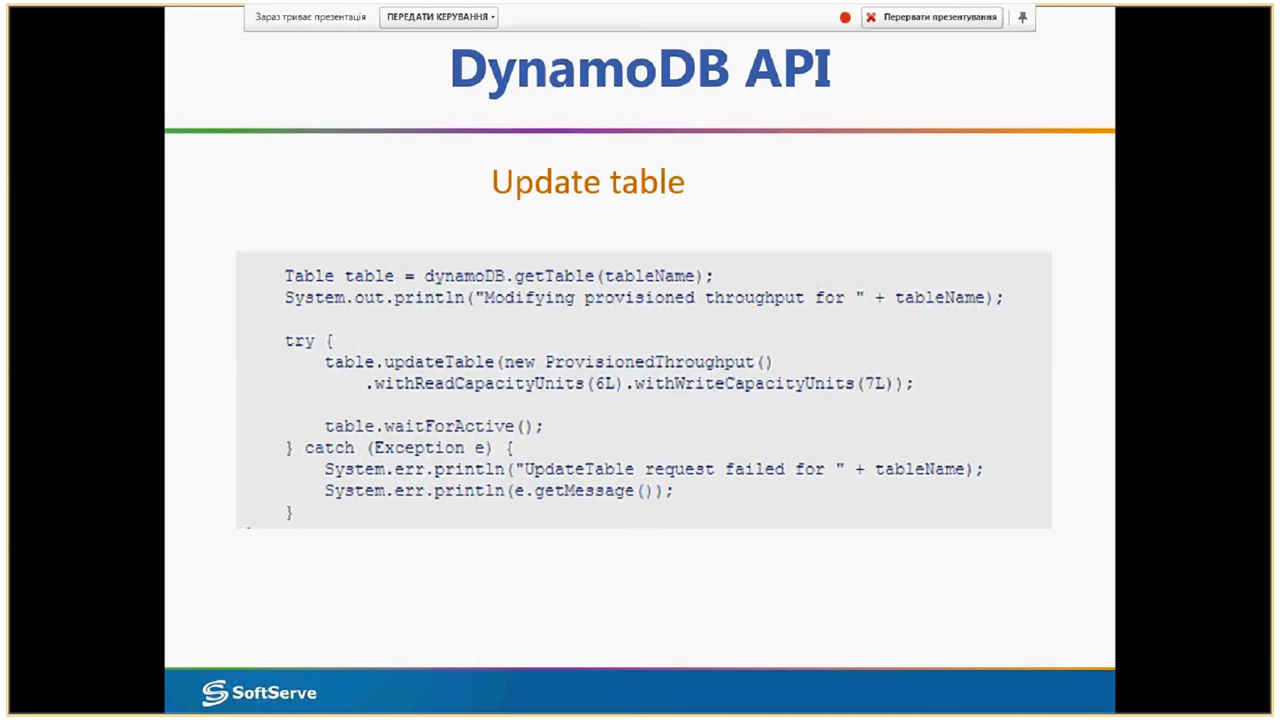 Зараз триває презентація ПЕРЕДАТИ КЕРУВАННЯ Перервати презентування
DynamoDB API
Update table
Table table = dynamoDB.getTable(tableName);
System.out.println("Modifying provisioned throughput for " + tableName);
try {
table.updateTable(new ProvisionedThroughput()
.withReadCapacityUnits(6L).withWriteCapacityUnits(7L));
table.waitForActive();
} catch (Exception e) {
System.err.println("UpdateTable request failed for " + tableName);
System.err.println(e.getMessage());
}
SoftServe